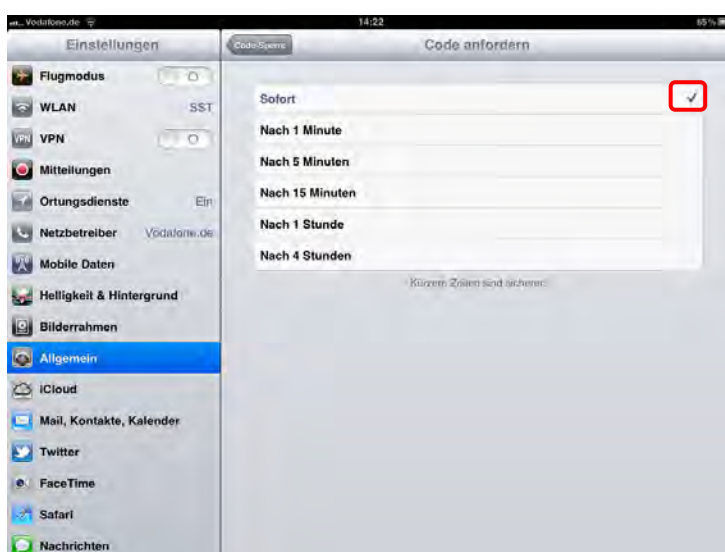 Vodafone.de 14:22 65 %
Einstellungen
Code-Sperre
Code anfordern
Flugmodus
WLAN SST
VPN
VPN
Mitteilungen
Ortungsdienste Ein
Netzbetreiber Vodafone.de
Mobile Daten
Helligkeit & Hintergrund
Bilderrahmen
Allgemein
iCloud
Mail, Kontakte, Kalender
Twitter
FaceTime
Safari
Nachrichten
Sofort
Nach 1 Minute
Nach 5 Minuten
Nach 15 Minuten
Nach 1 Stunde
Nach 4 Stunden
Kürzere Zeiten sind sicherer.